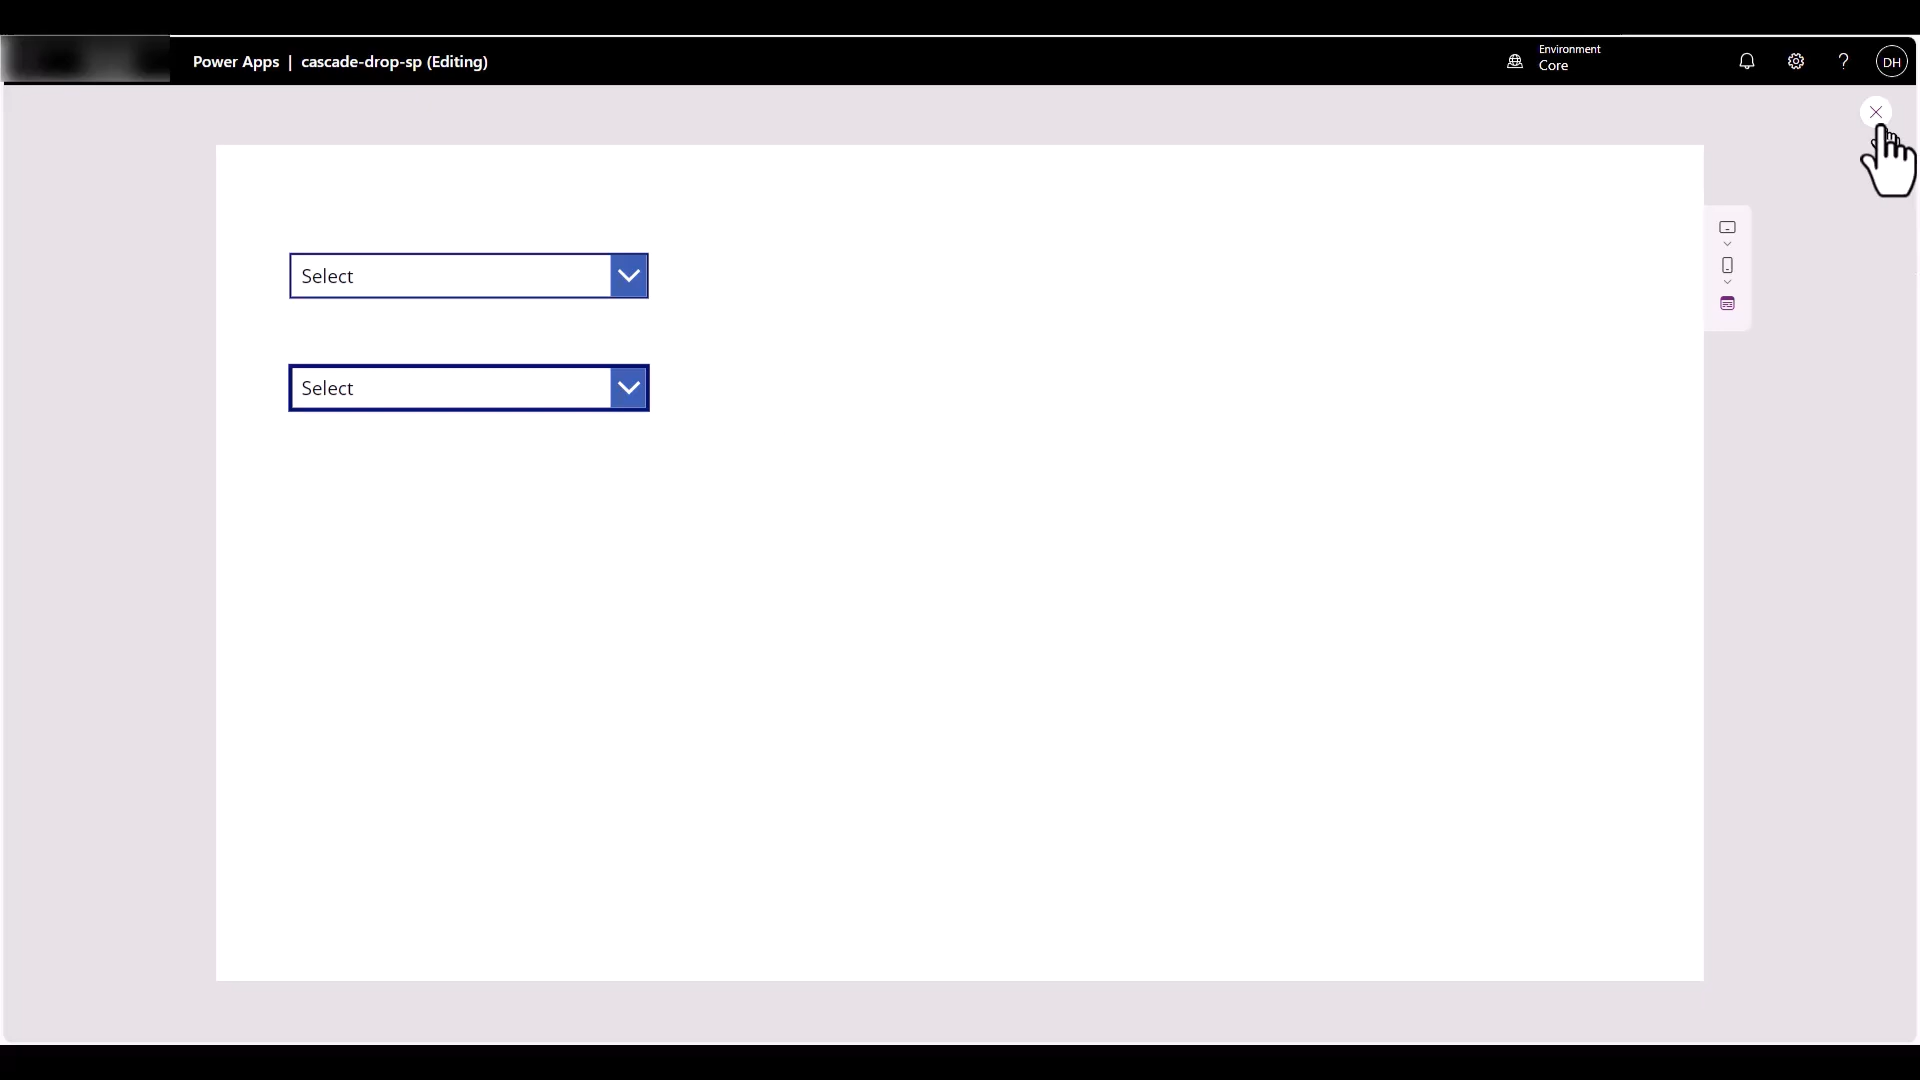 Power Apps | cascade-drop-sp (Editing)
Environment
Core
?
DH
Select
Select